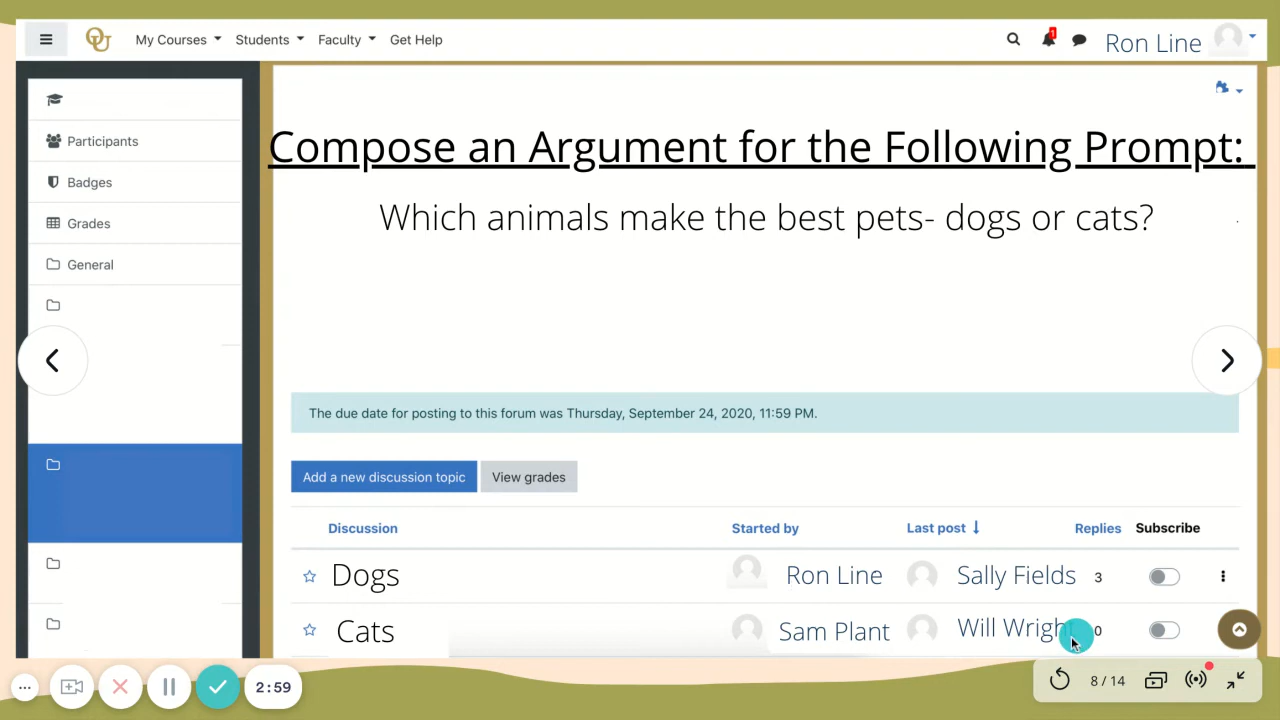 OU My Courses Students Faculty Get Help 1 Ron Line
Participants
Badges
Grades
General
Compose an Argument for the Following Prompt:
Which animals make the best pets- dogs or cats?
The due date for posting to this forum was Thursday, September 24, 2020, 11:59 PM.
Add a new discussion topic View grades
Discussion Started by Last post ↓ Replies Subscribe
Dogs Ron Line Sally Fields 3
Cats Sam Plant Will Wright 0
2:59 8 / 14